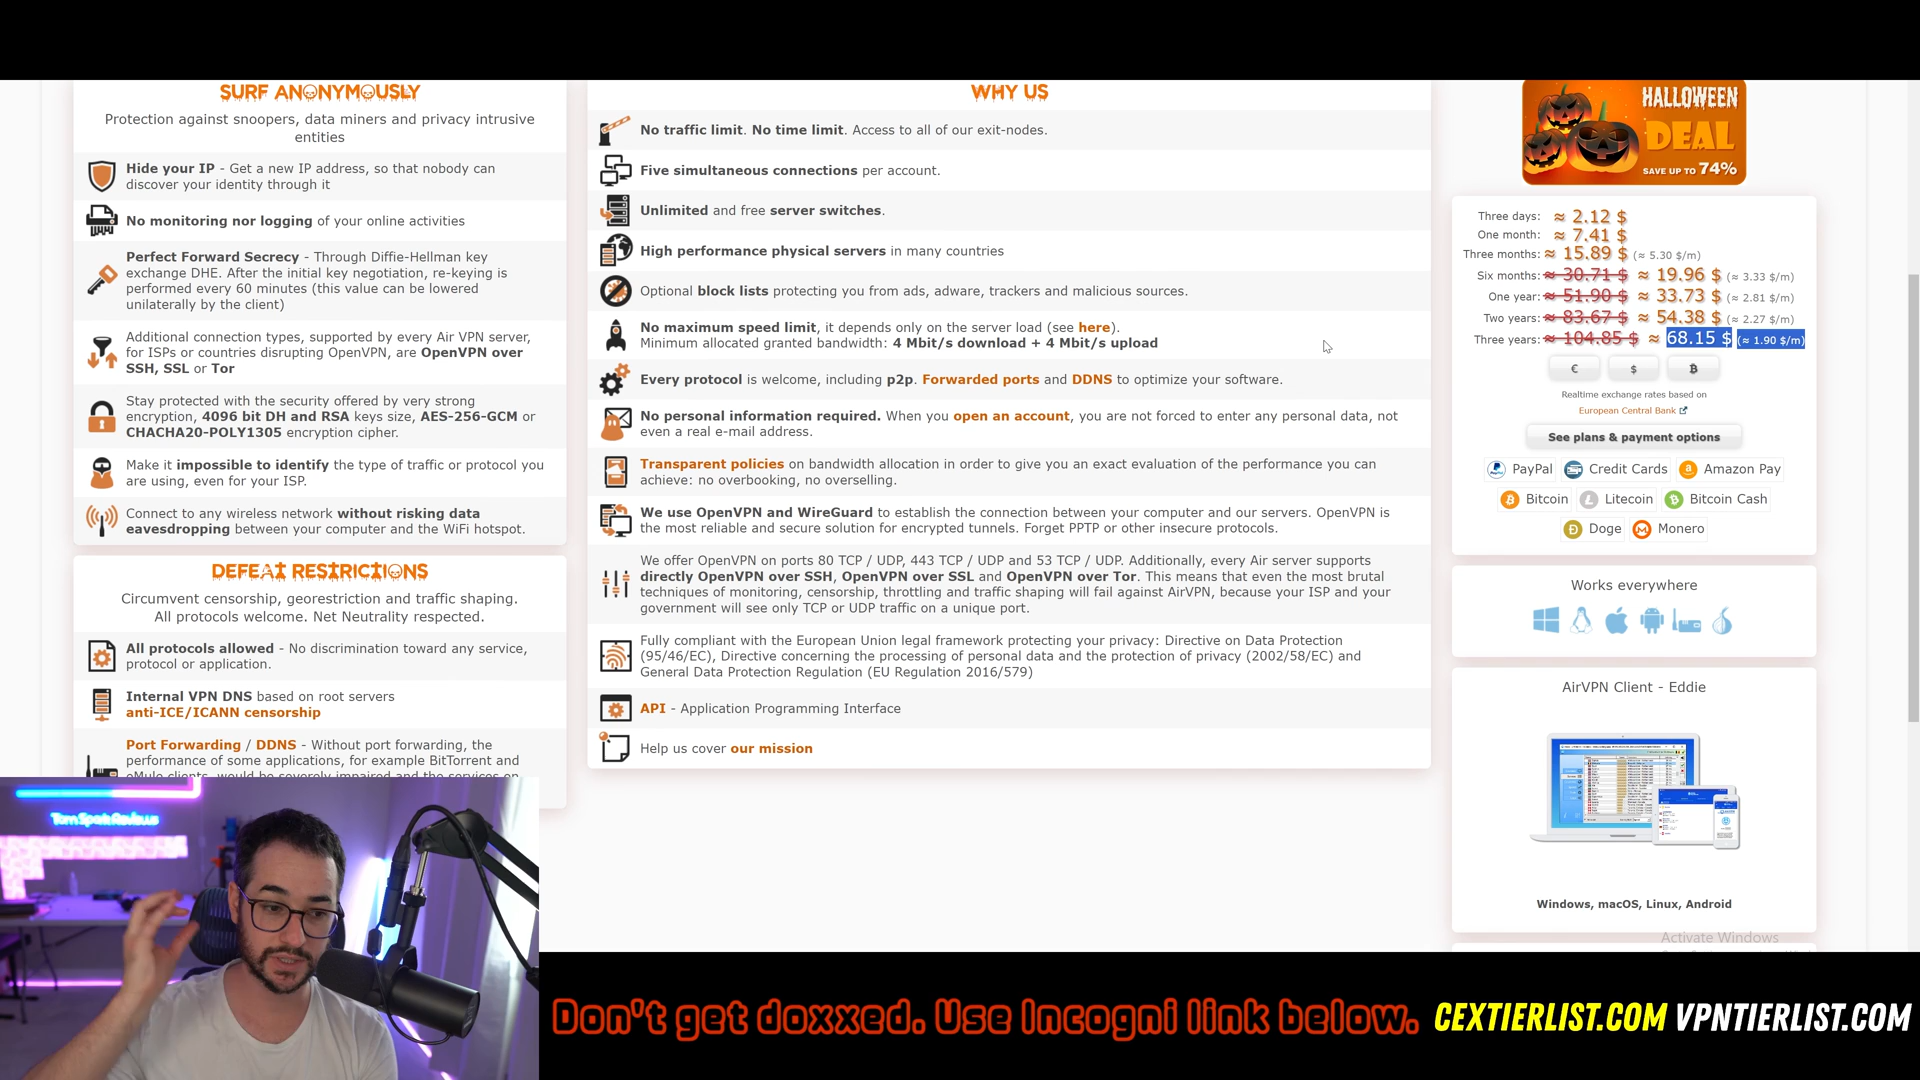 SURF ANONYMOUSLY
Protection against snoopers, data miners and privacy intrusive
entities
Hide your IP - Get a new IP address, so that nobody can
discover your identity through it
No monitoring nor logging of your online activities
Perfect Forward Secrecy - Through Diffie-Hellman key
exchange DHE. After the initial key negotiation, re-keying is
performed every 60 minutes (this value can be lowered
unilaterally by the client)
Additional connection types, supported by every Air VPN server,
for ISPs or countries disrupting OpenVPN, are OpenVPN over
SSH, SSL or Tor
Stay protected with the security offered by very strong
encryption, 4096 bit DH and RSA keys size, AES-256-GCM or
CHACHA20-POLY1305 encryption cipher.
Make it impossible to identify the type of traffic or protocol you
are using, even for your ISP.
Connect to any wireless network without risking data
eavesdropping between your computer and the WiFi hotspot.
DEFEAT RESTRICTIONS
Circumvent censorship, georestriction and traffic shaping.
All protocols welcome. Net Neutrality respected.
All protocols allowed - No discrimination toward any service,
protocol or application.
Internal VPN DNS based on root servers
anti-ICE/ICANN censorship
Port Forwarding / DDNS - Without port forwarding, the
performance of some applications, for example BitTorrent and
eMule clients, would be severely impaired and the services on
WHY US
No traffic limit. No time limit. Access to all of our exit-nodes.
Five simultaneous connections per account.
Unlimited and free server switches.
High performance physical servers in many countries
Optional block lists protecting you from ads, adware, trackers and malicious sources.
No maximum speed limit, it depends only on the server load (see here).
Minimum allocated granted bandwidth: 4 Mbit/s download + 4 Mbit/s upload
Every protocol is welcome, including p2p. Forwarded ports and DDNS to optimize your software.
No personal information required. When you open an account, you are not forced to enter any personal data, not
even a real e-mail address.
Transparent policies on bandwidth allocation in order to give you an exact evaluation of the performance you can
achieve: no overbooking, no overselling.
We use OpenVPN and WireGuard to establish the connection between your computer and our servers. OpenVPN is
the most reliable and secure solution for encrypted tunnels. Forget PPTP or other insecure protocols.
We offer OpenVPN on ports 80 TCP / UDP, 443 TCP / UDP and 53 TCP / UDP. Additionally, every Air server supports
directly OpenVPN over SSH, OpenVPN over SSL and OpenVPN over Tor. This means that even the most brutal
techniques of monitoring, censorship, throttling and traffic shaping will fail against AirVPN, because your ISP and your
government will see only TCP or UDP traffic on a unique port.
Fully compliant with the European Union legal framework protecting your privacy: Directive on Data Protection
(95/46/EC), Directive concerning the processing of personal data and the protection of privacy (2002/58/EC) and
General Data Protection Regulation (EU Regulation 2016/579)
API - Application Programming Interface
Help us cover our mission
HALLOWEEN
DEAL
SAVE UP TO 74%
Three days: ≈ 2.12 $
One month: ≈ 7.41 $
Three months: ≈ 15.89 $ (≈ 5.30 $/m)
Six months: ≈ 30.71 $ ≈ 19.96 $ (≈ 3.33 $/m)
One year: ≈ 51.90 $ ≈ 33.73 $ (≈ 2.81 $/m)
Two years: ≈ 83.67 $ ≈ 54.38 $ (≈ 2.27 $/m)
Three years: ≈ 104.85 $ ≈ 68.15 $ (≈ 1.90 $/m)
€ $ ₿
Realtime exchange rates based on
European Central Bank
See plans & payment options
PayPal Credit Cards Amazon Pay
Bitcoin Litecoin Bitcoin Cash
Doge Monero
Works everywhere
AirVPN Client - Eddie
Windows, macOS, Linux, Android
Activate Windows
Tom Spark Reviews
Don't get doxxed. Use Incogni link below.
CEXTIERLIST.COM VPNTIERLIST.COM